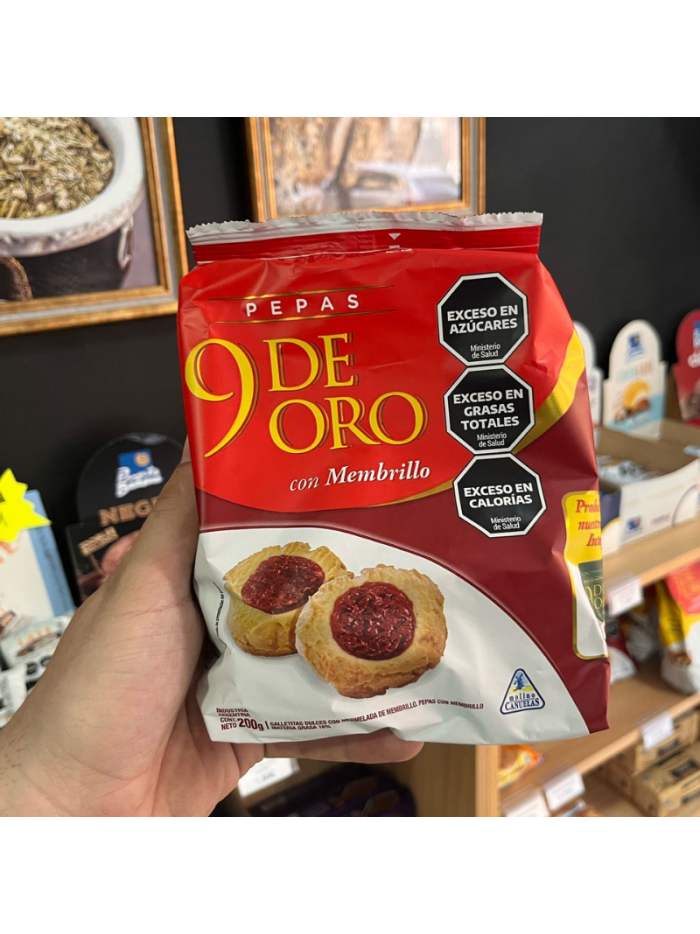 PEPAS
9 DE
ORO
con Membrillo
EXCESO EN
AZÚCARES
Ministerio
de Salud
EXCESO EN
GRASAS
TOTALES
Ministerio
de Salud
EXCESO EN
CALORÍAS
Ministerio
de Salud
molino
CAÑUELAS
INDUSTRIA
ARGENTINA
CONT.
NETO 200g
GALLETITAS DULCES CON MERMELADA DE MEMBRILLO. PEPAS CON MEMBRILLO
MATERIA GRASA 16%